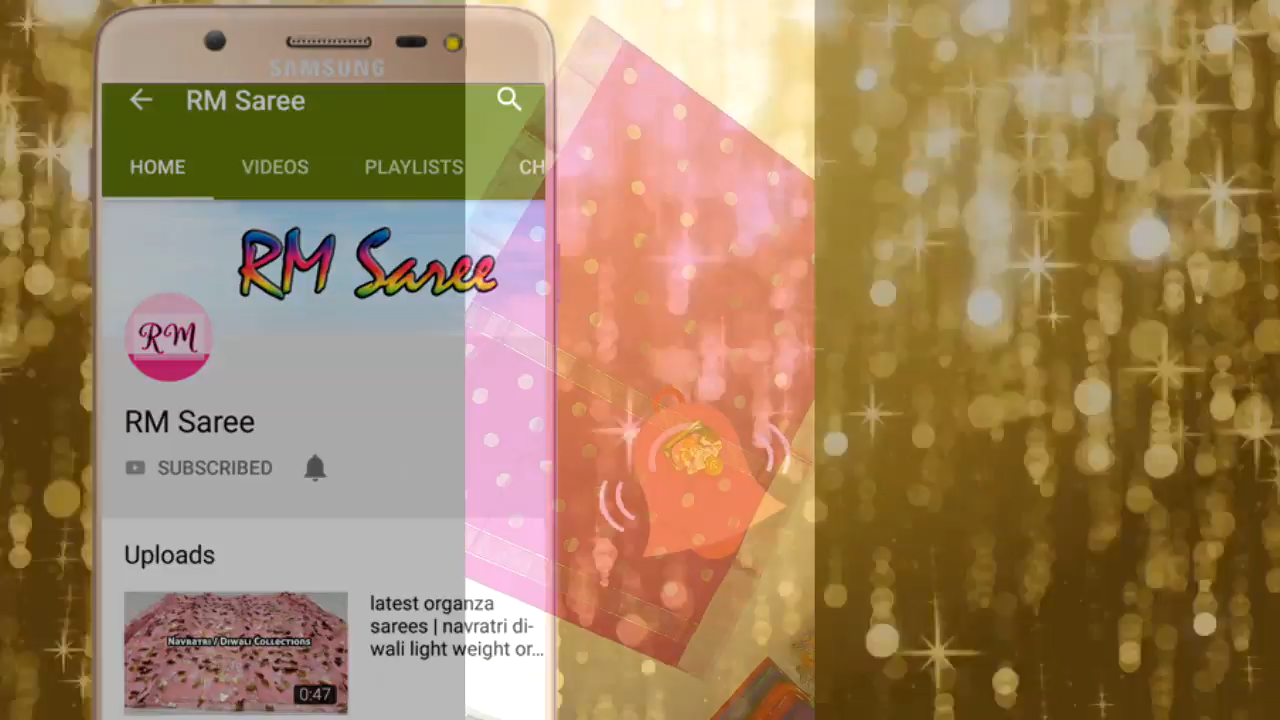 SAMSUNG
RM Saree
HOME VIDEOS PLAYLISTS CH
RM Saree
RM
RM Saree
SUBSCRIBED
Uploads
NAVRATRI / DIWALI COLLECTIONS
0:47
latest organza
sarees | navratri di-
wali light weight or...